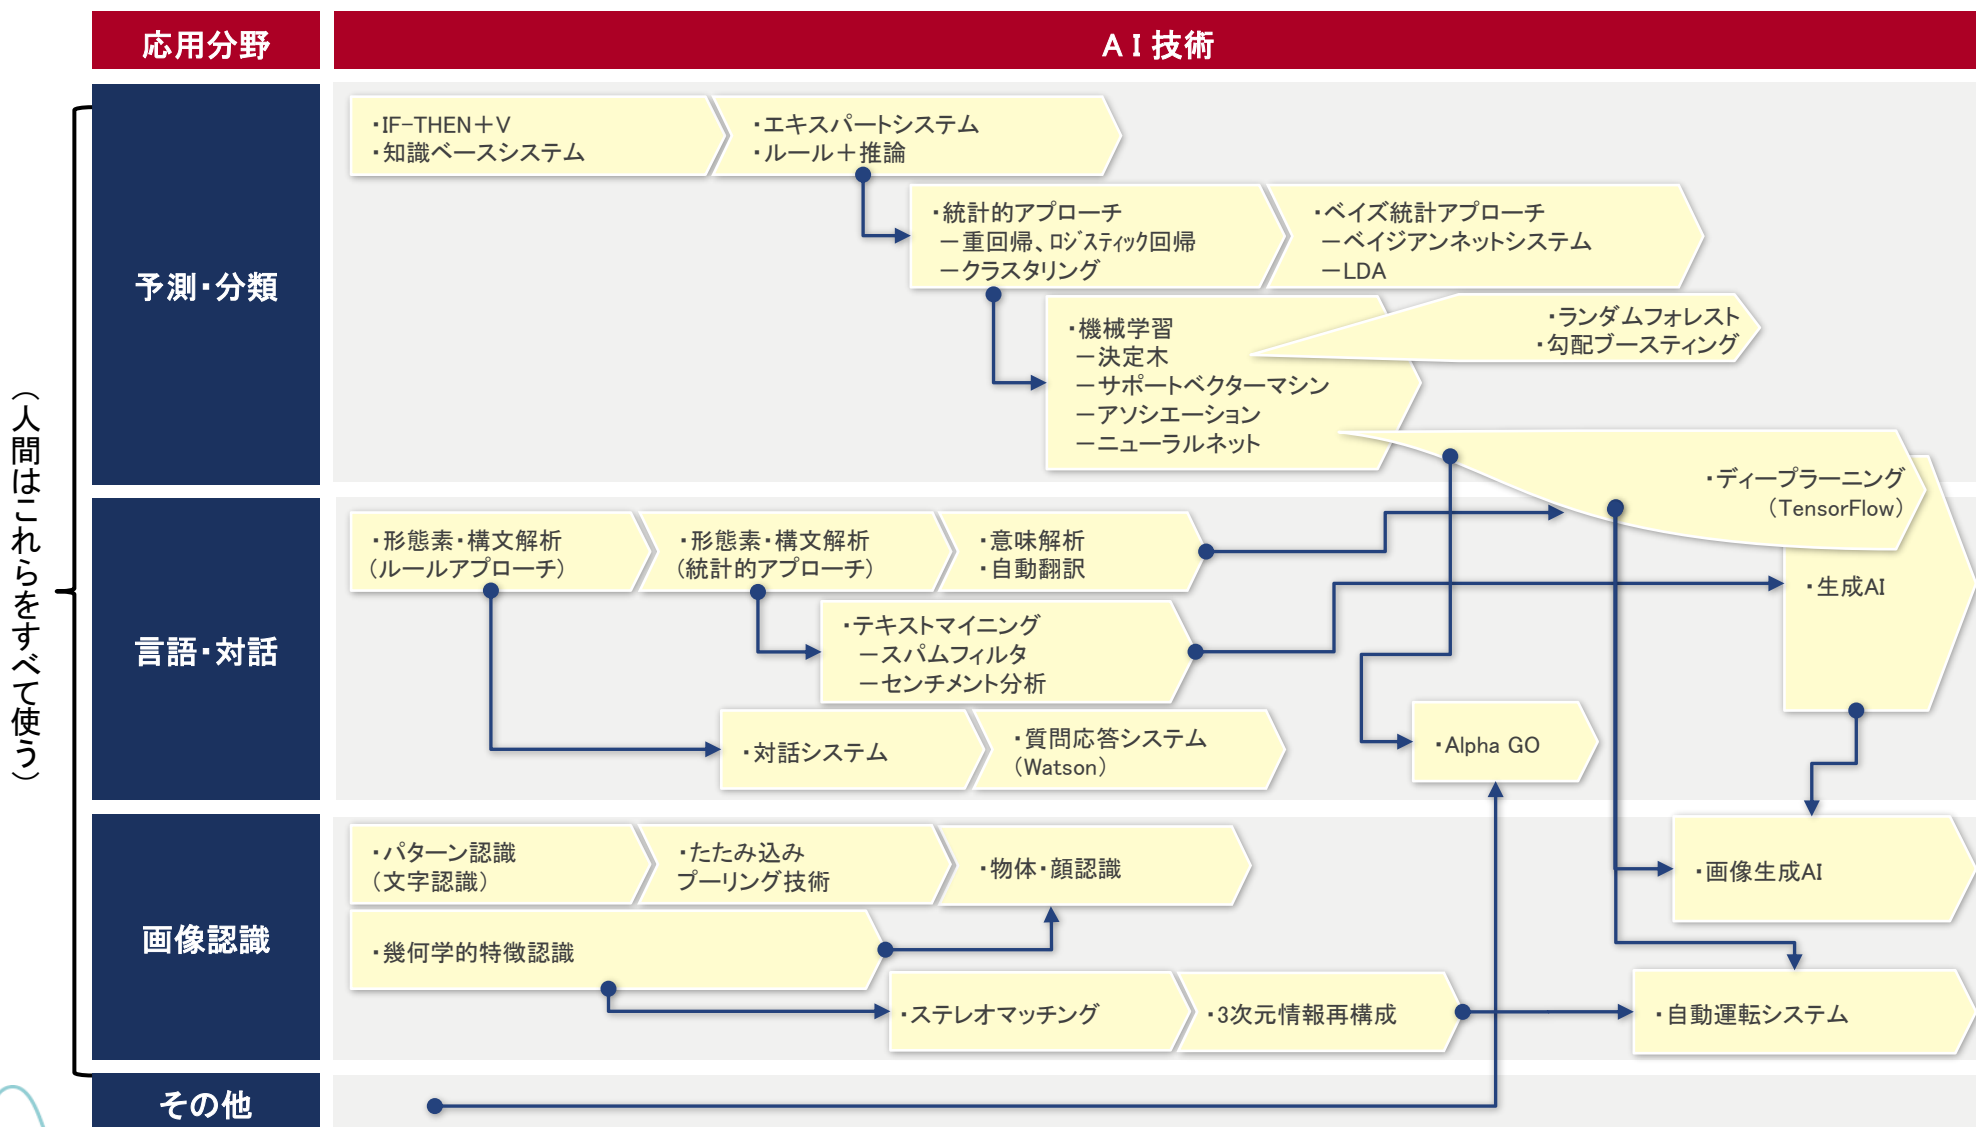 応用分野
AI技術
(人間はこれらをすべて使う)
予測・分類
・IF-THEN+V
・知識ベースシステム
・エキスパートシステム
・ルール+推論
・統計的アプローチ
－重回帰、ロジスティック回帰
－クラスタリング
・ベイズ統計アプローチ
－ベイジアンネットシステム
－LDA
・機械学習
－決定木
－サポートベクターマシン
－アソシエーション
－ニューラルネット
・ランダムフォレスト
・勾配ブースティング
・ディープラーニング
(TensorFlow)
言語・対話
・形態素・構文解析
(ルールアプローチ)
・形態素・構文解析
(統計的アプローチ)
・意味解析
・自動翻訳
・生成AI
・テキストマイニング
－スパムフィルタ
－センチメント分析
・対話システム
・質問応答システム
(Watson)
・Alpha GO
画像認識
・パターン認識
(文字認識)
・たたみ込み
プーリング技術
・物体・顔認識
・画像生成AI
・幾何学的特徴認識
・ステレオマッチング
・3次元情報再構成
・自動運転システム
その他